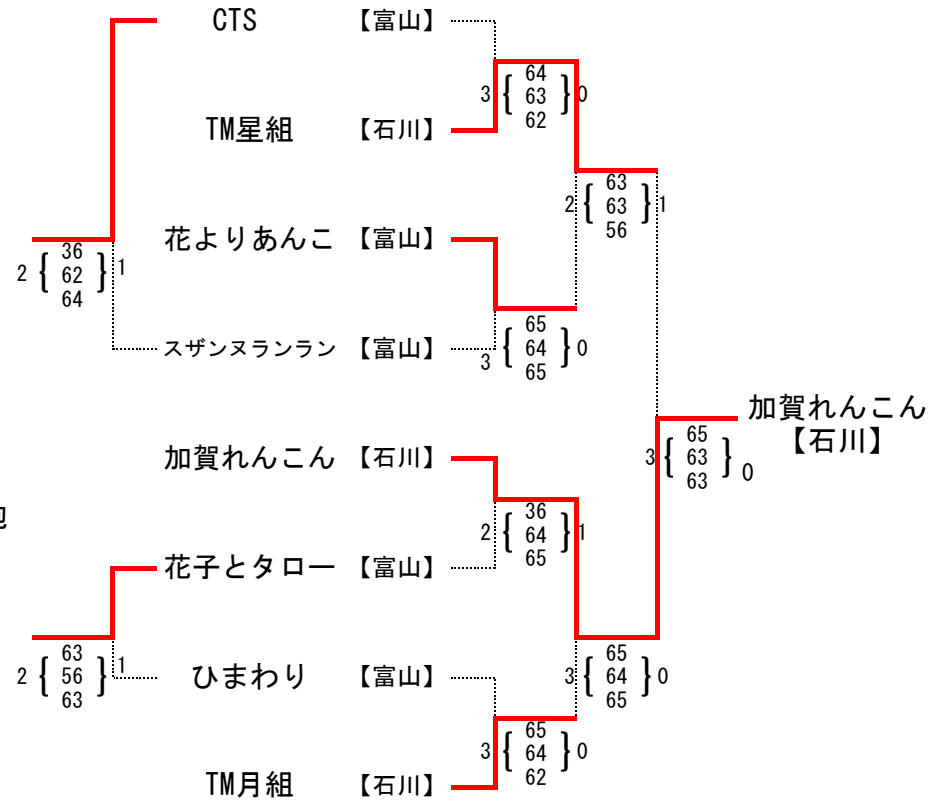 CTS 【富山】
64
3 { 63 } 0
62
TM星組 【石川】
63
2 { 63 } 1
56
花よりあんこ 【富山】
36
2 { 62 } 1
64
65
3 { 64 } 0
65
スザンヌランラン 【富山】
加賀れんこん
【石川】
65
3 { 63 } 0
63
加賀れんこん 【石川】
36
2 { 64 } 1
65
花子とタロー 【富山】
63
2 { 56 } 1
63
65
3 { 64 } 0
65
ひまわり 【富山】
65
3 { 64 } 0
62
TM月組 【石川】